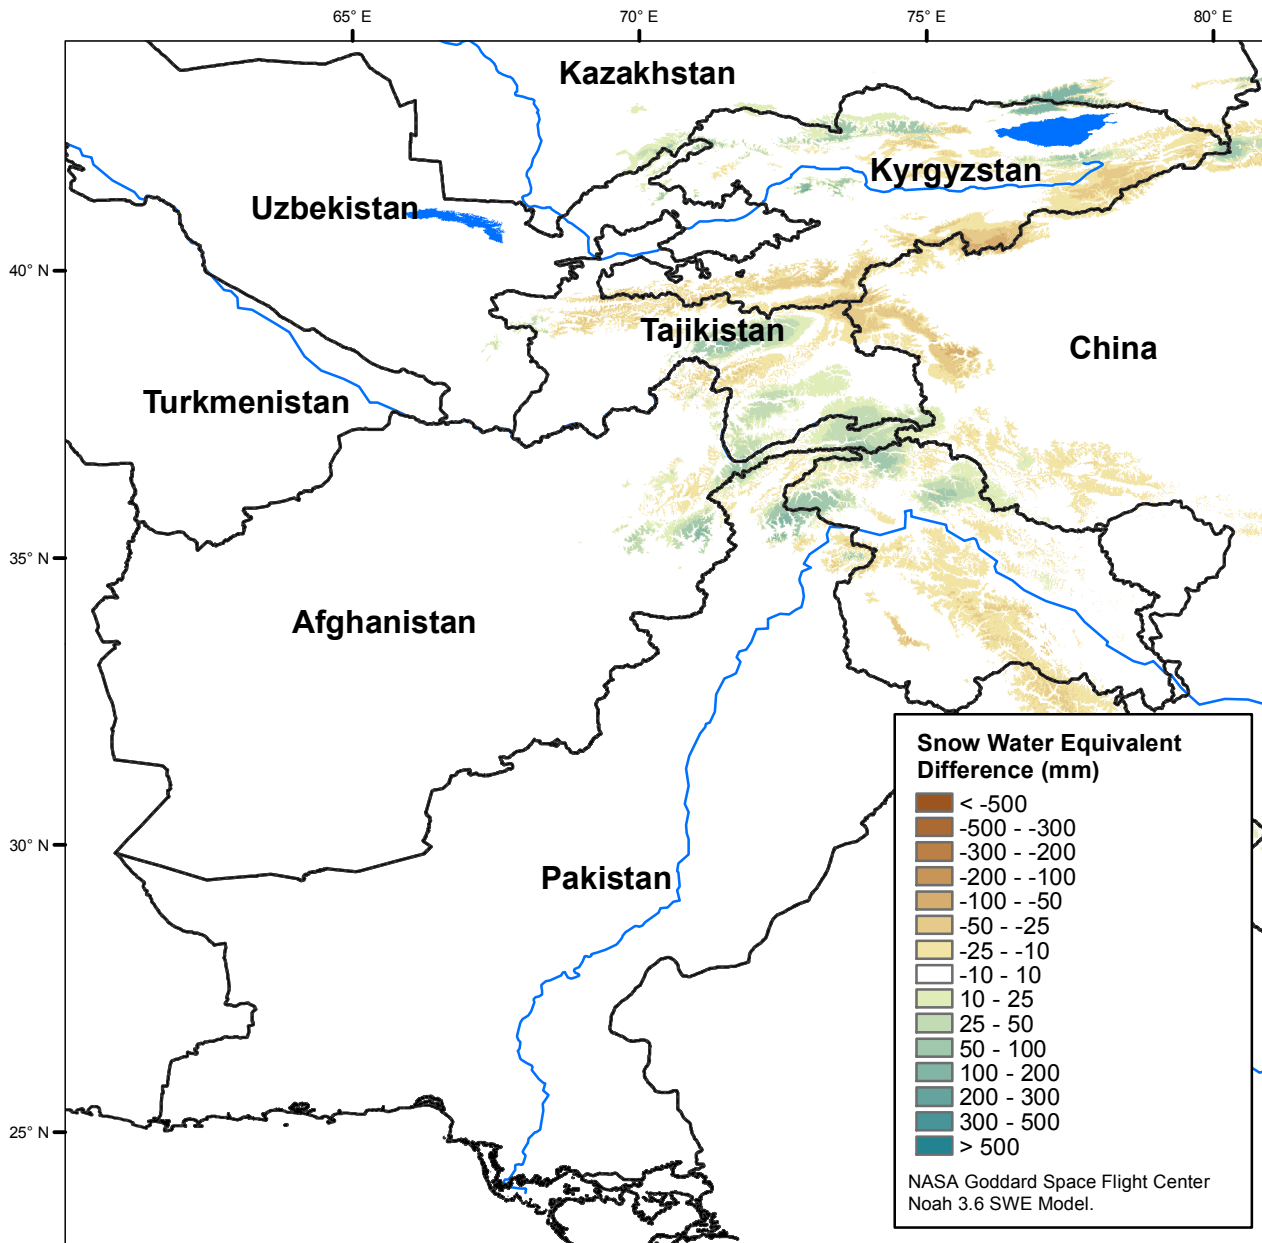 65° E
70° E
75° E
80° E
Kazakhstan
Kyrgyzstan
Uzbekistan
40° N
Tajikistan
China
Turkmenistan
35° N
Afghanistan
30° N
Pakistan
25° N
Snow Water Equivalent
Difference (mm)
< -500
-500 - -300
-300 - -200
-200 - -100
-100 - -50
-50 - -25
-25 - -10
-10 - 10
10 - 25
25 - 50
50 - 100
100 - 200
200 - 300
300 - 500
> 500
NASA Goddard Space Flight Center
Noah 3.6 SWE Model.